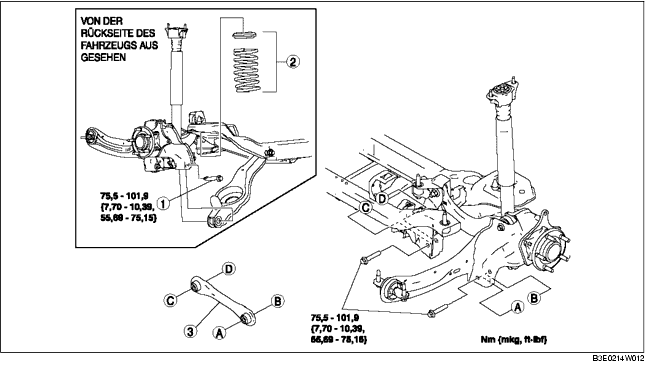 VON DER
RÜCKSEITE DES
FAHRZEUGS AUS
GESEHEN
2
75,5 - 101,9
{7,70 - 10,39,
55,69 - 75,15}
1
D
C
D
C
B
3
A
A
B
75,5 - 101,9
{7,70 - 10,39,
55,69 - 75,15}
Nm {mkg, ft-lbf}
B3E0214W012